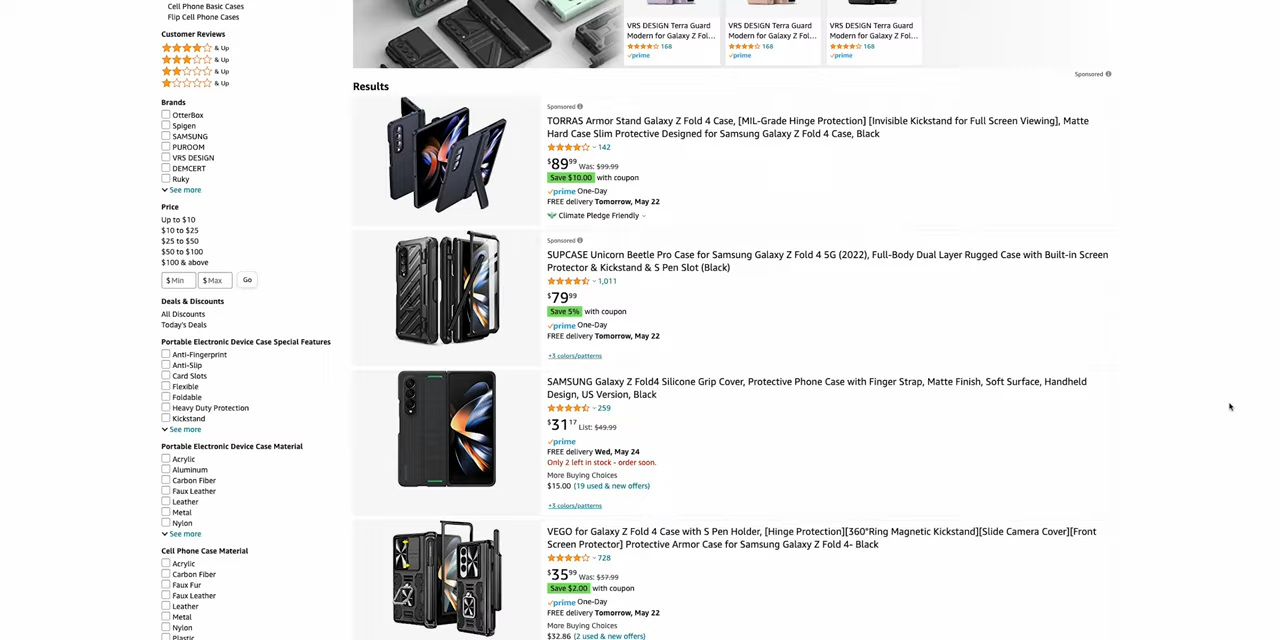 Cell Phone Basic Cases
Flip Cell Phone Cases
Customer Reviews
& Up
& Up
& Up
& Up
Brands
OtterBox
Spigen
SAMSUNG
PUROOM
VRS DESIGN
DEMCERT
Ruky
See more
Price
Up to $10
$10 to $25
$25 to $50
$50 to $100
$100 & above
$ Min $ Max Go
Deals & Discounts
All Discounts
Today's Deals
Portable Electronic Device Case Special Features
Anti-Fingerprint
Anti-Slip
Card Slots
Flexible
Foldable
Heavy Duty Protection
Kickstand
See more
Portable Electronic Device Case Material
Acrylic
Aluminum
Carbon Fiber
Faux Leather
Leather
Metal
Nylon
See more
Cell Phone Case Material
Acrylic
Carbon Fiber
Faux Fur
Faux Leather
Leather
Metal
Nylon
Plastic
VRS DESIGN Terra Guard
Modern for Galaxy Z Fol...
168
prime
VRS DESIGN Terra Guard
Modern for Galaxy Z Fol...
168
prime
VRS DESIGN Terra Guard
Modern for Galaxy Z Fol...
168
prime
Sponsored
Results
Sponsored
TORRAS Armor Stand Galaxy Z Fold 4 Case, [MIL-Grade Hinge Protection] [Invisible Kickstand for Full Screen Viewing], Matte
Hard Case Slim Protective Designed for Samsung Galaxy Z Fold 4 Case, Black
142
$89.99 Was: $99.99
Save $10.00 with coupon
prime One-Day
FREE delivery Tomorrow, May 22
Climate Pledge Friendly
Sponsored
SUPCASE Unicorn Beetle Pro Case for Samsung Galaxy Z Fold 4 5G (2022), Full-Body Dual Layer Rugged Case with Built-in Screen
Protector & Kickstand & S Pen Slot (Black)
1,011
$79.99
Save 5% with coupon
prime One-Day
FREE delivery Tomorrow, May 22
+3 colors/patterns
SAMSUNG Galaxy Z Fold4 Silicone Grip Cover, Protective Phone Case with Finger Strap, Matte Finish, Soft Surface, Handheld
Design, US Version, Black
259
$31.17 List: $49.99
prime
FREE delivery Wed, May 24
Only 2 left in stock - order soon.
More Buying Choices
$15.00 (19 used & new offers)
+3 colors/patterns
VEGO for Galaxy Z Fold 4 Case with S Pen Holder, [Hinge Protection][360°Ring Magnetic Kickstand][Slide Camera Cover][Front
Screen Protector] Protective Armor Case for Samsung Galaxy Z Fold 4- Black
728
$35.99 Was: $37.99
Save $2.00 with coupon
prime One-Day
FREE delivery Tomorrow, May 22
More Buying Choices
$32.86 (2 used & new offers)